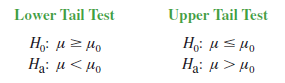 Lower Tail Test    Upper Tail Test
H₀: μ ≥ μ₀    H₀: μ ≤ μ₀
Hₐ: μ < μ₀    Hₐ: μ > μ₀